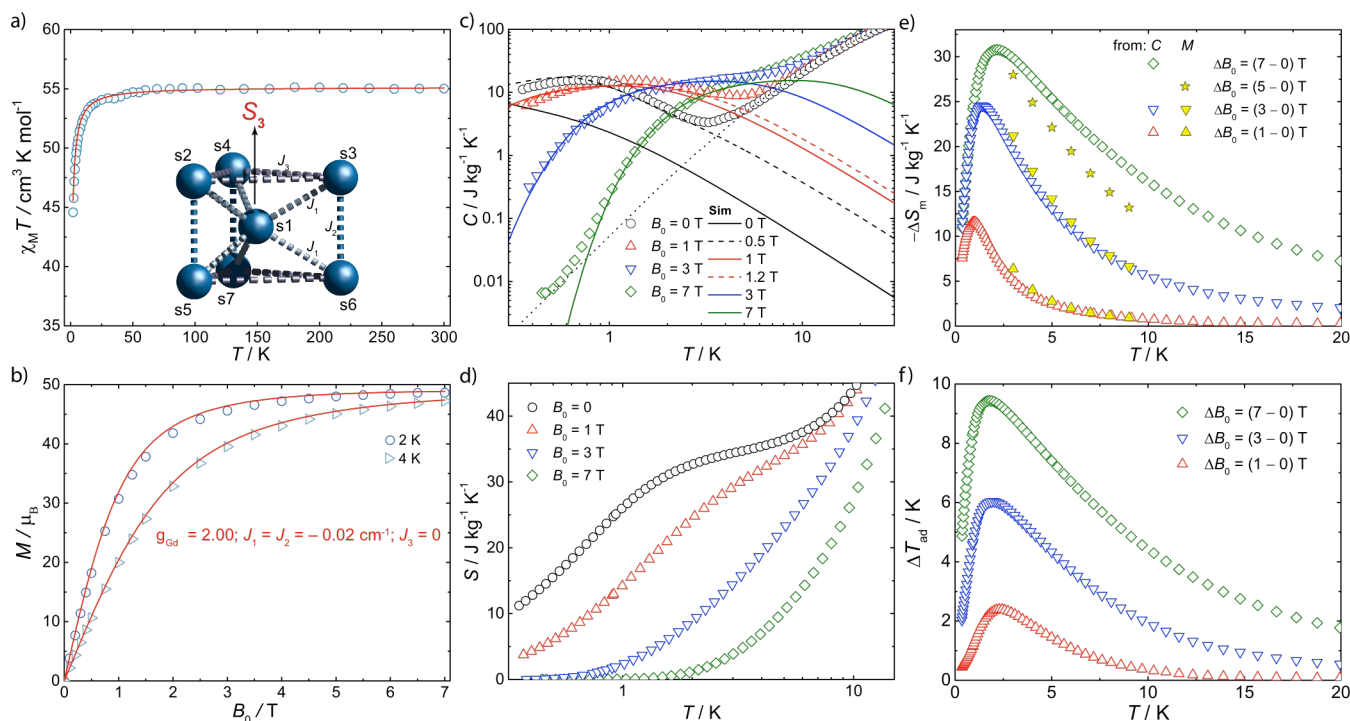 a)
60
55
50
45
40
35
χM T / cm³ K mol⁻¹
S₃
s2
s4
s3
J₃
J₁
s1
J₂
J₁
s5
s7
s6
0 50 100 150 200 250 300
T / K
b)
50
40
30
20
10
0
M / μB
2 K
4 K
gGd = 2.00; J₁ = J₂ = – 0.02 cm⁻¹; J₃ = 0
0 1 2 3 4 5 6 7
B₀ / T
c)
100
10
1
0.1
0.01
C / J kg⁻¹ K⁻¹
Sim
B₀ = 0 T
B₀ = 1 T
B₀ = 3 T
B₀ = 7 T
0 T
0.5 T
1 T
1.2 T
3 T
7 T
1 10
T / K
d)
40
30
20
10
0
S / J kg⁻¹ K⁻¹
B₀ = 0
B₀ = 1 T
B₀ = 3 T
B₀ = 7 T
1 10
T / K
e)
30
25
20
15
10
5
0
-ΔSm / J kg⁻¹ K⁻¹
from: C M
ΔB₀ = (7 – 0) T
ΔB₀ = (5 – 0) T
ΔB₀ = (3 – 0) T
ΔB₀ = (1 – 0) T
0 5 10 15 20
T / K
f)
10
8
6
4
2
0
ΔTad / K
ΔB₀ = (7 – 0) T
ΔB₀ = (3 – 0) T
ΔB₀ = (1 – 0) T
0 5 10 15 20
T / K